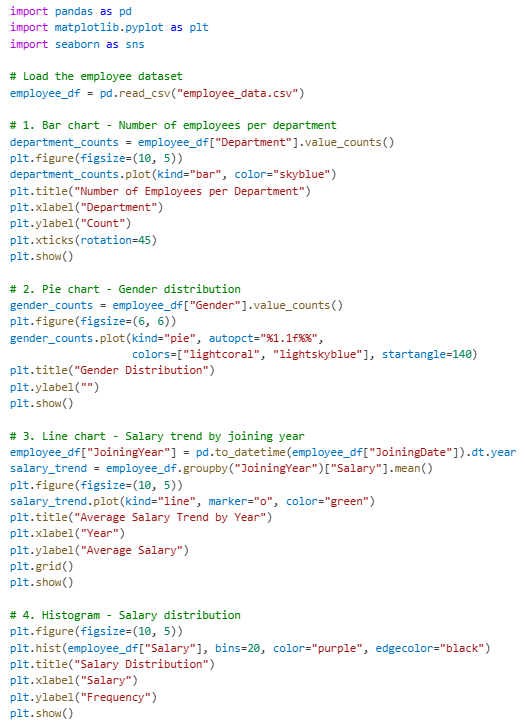 import pandas as pd
import matplotlib.pyplot as plt
import seaborn as sns
# Load the employee dataset
employee_df = pd.read_csv("employee_data.csv")
# 1. Bar chart - Number of employees per department
department_counts = employee_df["Department"].value_counts()
plt.figure(figsize=(10, 5))
department_counts.plot(kind="bar", color="skyblue")
plt.title("Number of Employees per Department")
plt.xlabel("Department")
plt.ylabel("Count")
plt.xticks(rotation=45)
plt.show()
# 2. Pie chart - Gender distribution
gender_counts = employee_df["Gender"].value_counts()
plt.figure(figsize=(6, 6))
gender_counts.plot(kind="pie", autopct="%1.1f%%",
                   colors=["lightcoral", "lightskyblue"], startangle=140)
plt.title("Gender Distribution")
plt.ylabel("")
plt.show()
# 3. Line chart - Salary trend by joining year
employee_df["JoiningYear"] = pd.to_datetime(employee_df["JoiningDate"]).dt.year
salary_trend = employee_df.groupby("JoiningYear")["Salary"].mean()
plt.figure(figsize=(10, 5))
salary_trend.plot(kind="line", marker="o", color="green")
plt.title("Average Salary Trend by Year")
plt.xlabel("Year")
plt.ylabel("Average Salary")
plt.grid()
plt.show()
# 4. Histogram - Salary distribution
plt.figure(figsize=(10, 5))
plt.hist(employee_df["Salary"], bins=20, color="purple", edgecolor="black")
plt.title("Salary Distribution")
plt.xlabel("Salary")
plt.ylabel("Frequency")
plt.show()